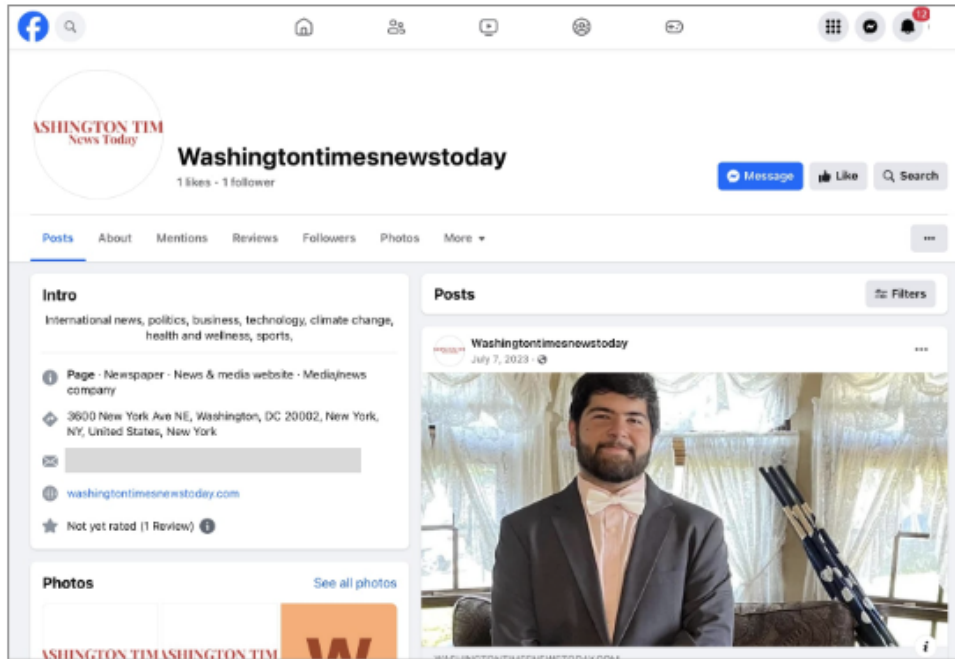 12
ASHINGTON TIM
News Today
Washingtontimesnewstoday
1 likes - 1 follower
Message
Like
Search
Posts
About
Mentions
Reviews
Followers
Photos
More
Intro
International news, politics, business, technology, climate change,
health and wellness, sports,
Page · Newspaper · News & media website · Media/news
company
3600 New York Ave NE, Washington, DC 20002, New York,
NY, United States, New York
washingtontimesnewstoday.com
Not yet rated (1 Review)
Photos
See all photos
ASHINGTON TIM
ASHINGTON TIM
W
Posts
Filters
Washingtontimesnewstoday
July 7, 2023
WASHINGTONTIMESNEWSTODAY.COM